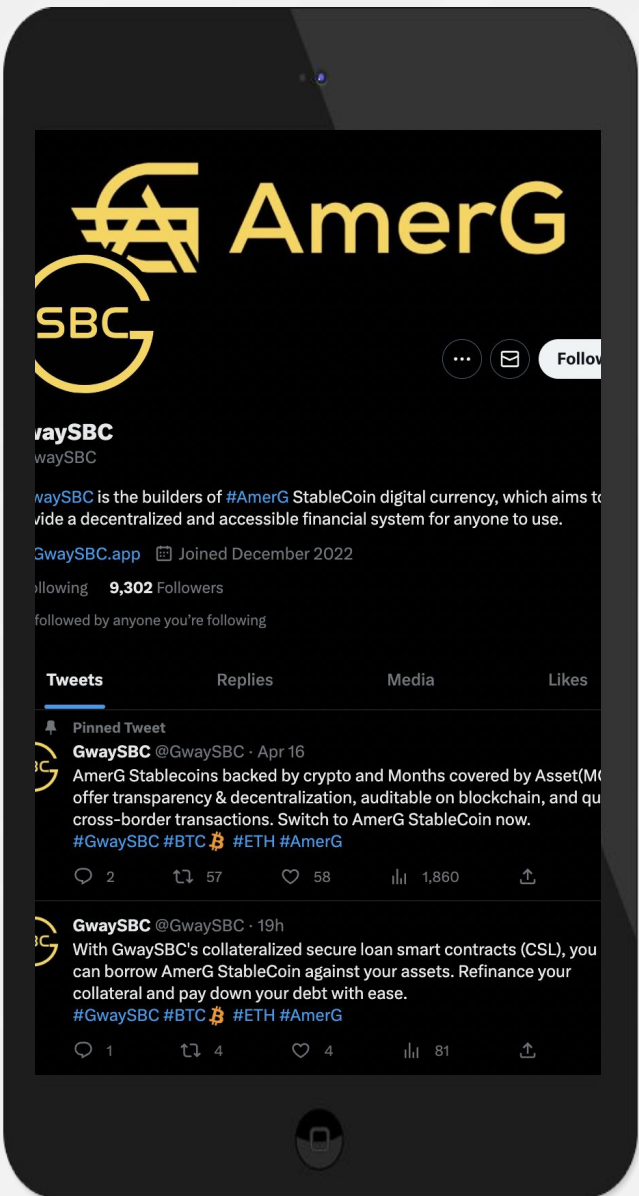 AmerG
SBC
waySBC
waySBC
waySBC is the builders of #AmerG StableCoin digital currency, which aims to
vide a decentralized and accessible financial system for anyone to use.
GwaySBC.app Joined December 2022
ollowing 9,302 Followers
followed by anyone you're following
Follow
Tweets Replies Media Likes
Pinned Tweet
GwaySBC @GwaySBC · Apr 16
AmerG Stablecoins backed by crypto and Months covered by Asset(MC
offer transparency & decentralization, auditable on blockchain, and qu
cross-border transactions. Switch to AmerG StableCoin now.
#GwaySBC #BTC #ETH #AmerG
2 57 58 1,860
GwaySBC @GwaySBC · 19h
With GwaySBC's collateralized secure loan smart contracts (CSL), you
can borrow AmerG StableCoin against your assets. Refinance your
collateral and pay down your debt with ease.
#GwaySBC #BTC #ETH #AmerG
1 4 4 81